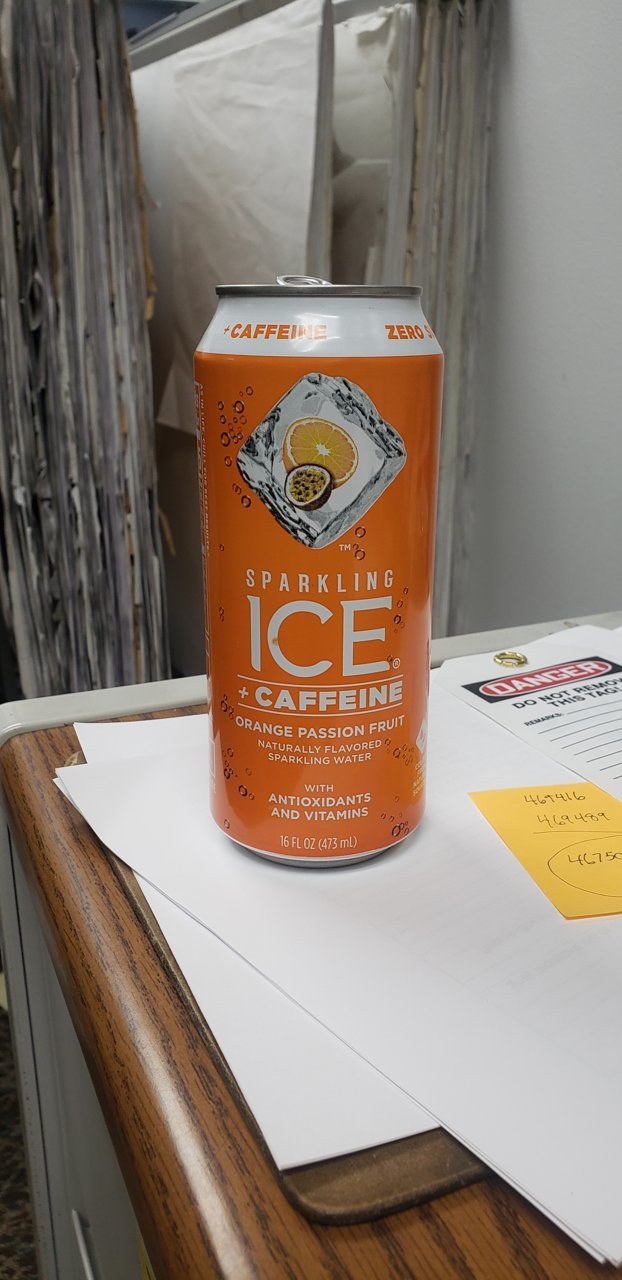 +CAFFEINE
ZERO S
TM
SPARKLING
ICE®
+ CAFFEINE
ORANGE PASSION FRUIT
NATURALLY FLAVORED
SPARKLING WATER
WITH
ANTIOXIDANTS
AND VITAMINS
16 FL OZ (473 mL)
DANGER
DO NOT REMOV
THIS TAG!
REMARKS:
469416
469489
46750